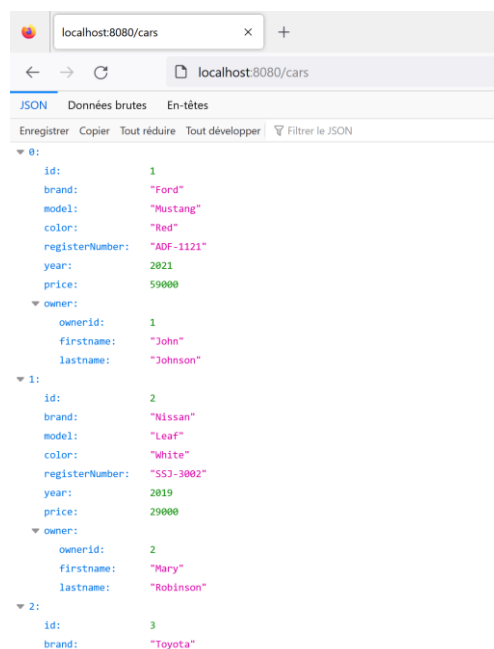 localhost:8080/cars
localhost:8080/cars
JSON Données brutes En-têtes
Enregistrer Copier Tout réduire Tout développer Filtrer le JSON
0:
id: 1
brand: "Ford"
model: "Mustang"
color: "Red"
registerNumber: "ADF-1121"
year: 2021
price: 59000
owner:
ownerid: 1
firstname: "John"
lastname: "Johnson"
1:
id: 2
brand: "Nissan"
model: "Leaf"
color: "White"
registerNumber: "SSJ-3002"
year: 2019
price: 29000
owner:
ownerid: 2
firstname: "Mary"
lastname: "Robinson"
2:
id: 3
brand: "Toyota"